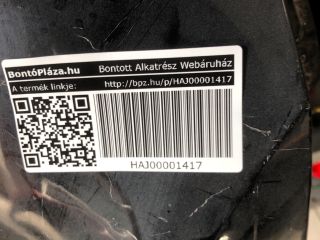 BontóPláza.hu Bontott Alkatrész Webáruház
A termék linkje: http://bpz.hu/p/HAJ00001417
HAJ00001417